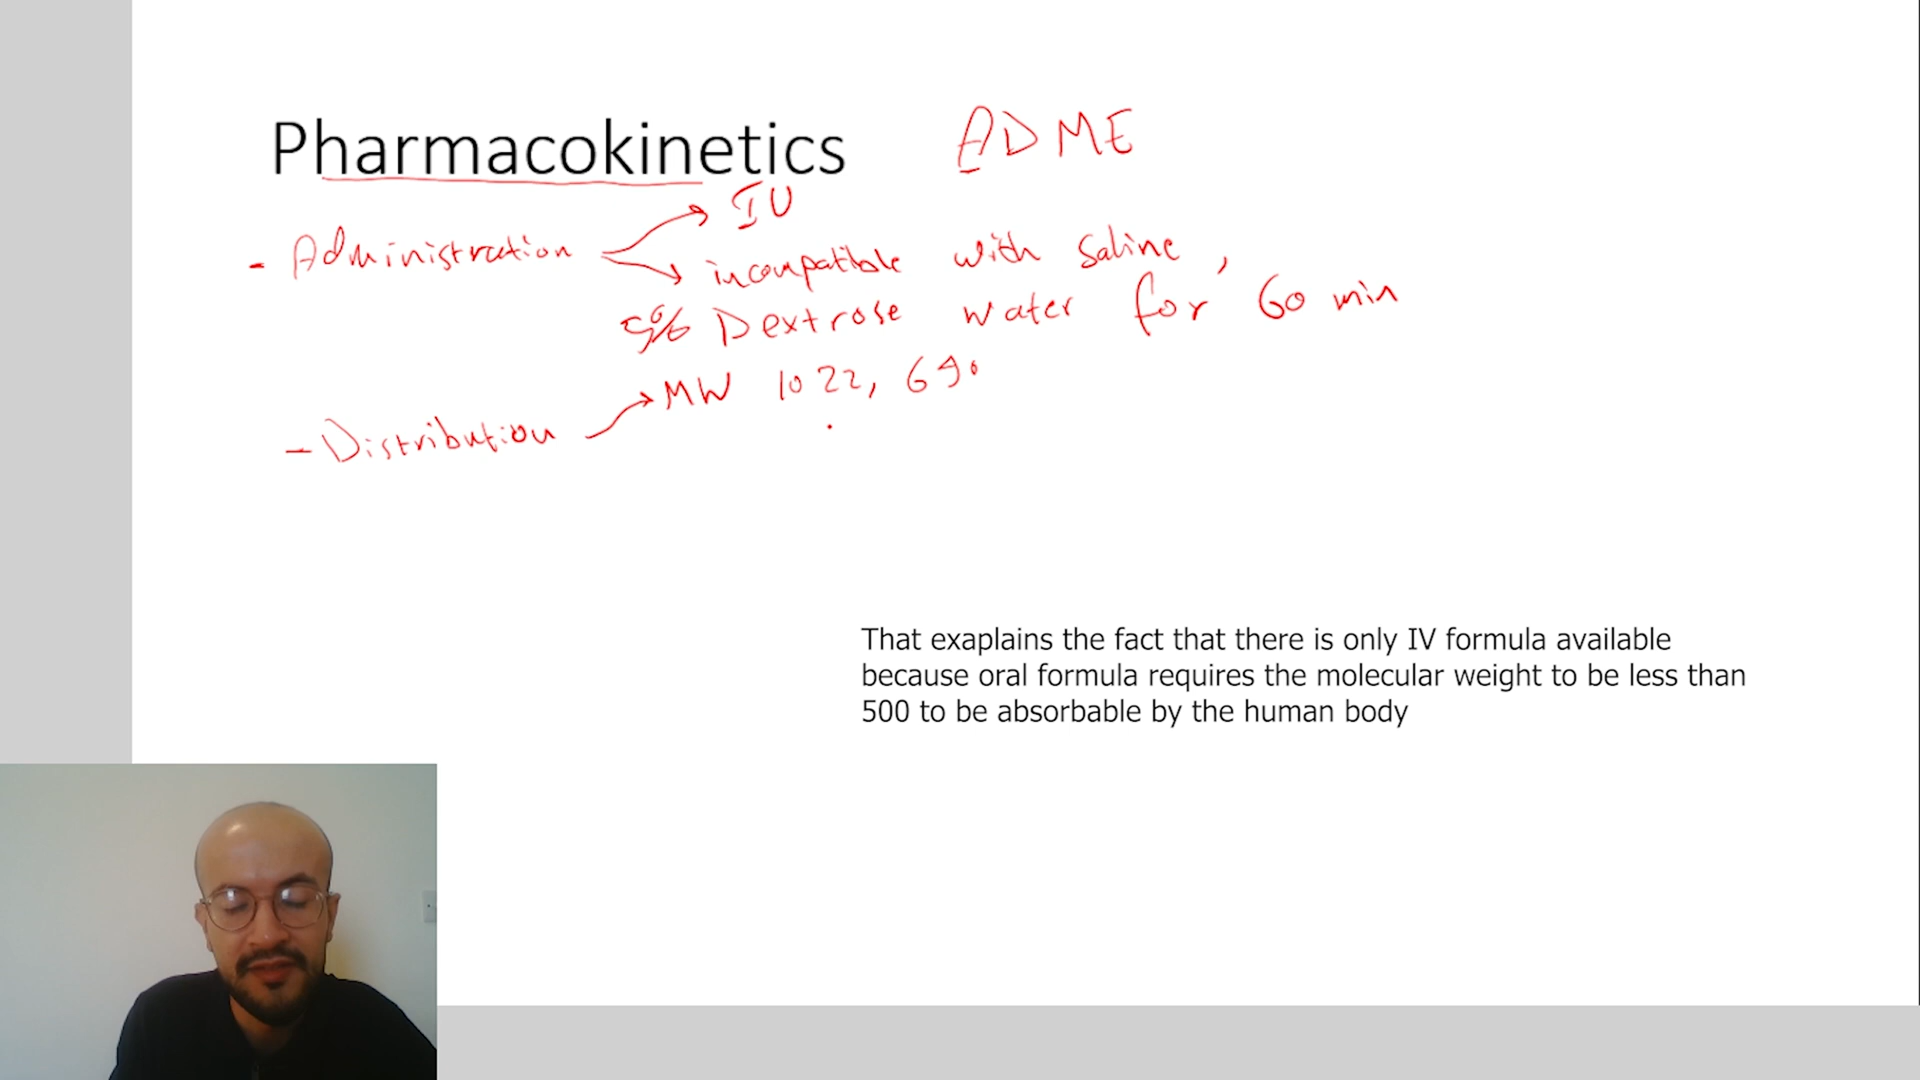 Pharmacokinetics ADME
- Administration → IV
→ incompatible with saline,
5% Dextrose water for 60 min
- Distribution → MW 1022, 690
That exaplains the fact that there is only IV formula available
because oral formula requires the molecular weight to be less than
500 to be absorbable by the human body